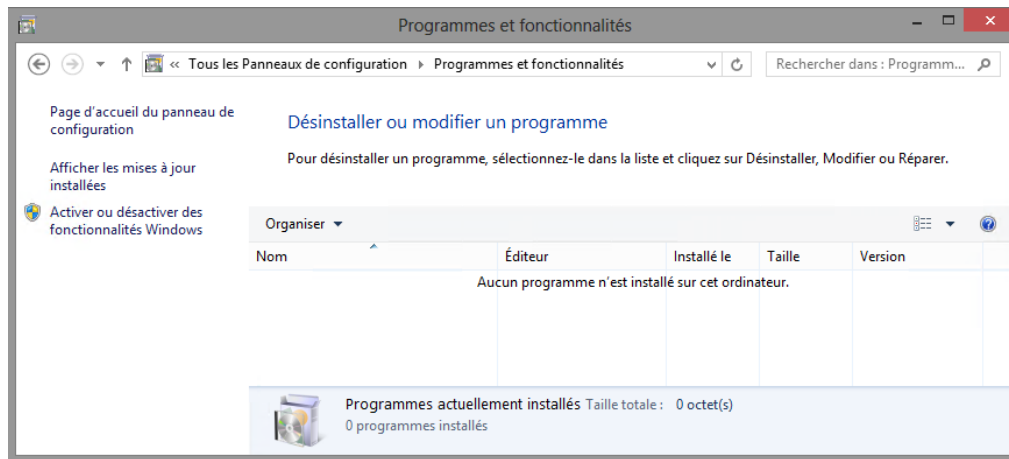 Programmes et fonctionnalités
« Tous les Panneaux de configuration Programmes et fonctionnalités Rechercher dans : Programm...
Page d'accueil du panneau de
configuration
Afficher les mises à jour
installées
Activer ou désactiver des
fonctionnalités Windows
Désinstaller ou modifier un programme
Pour désinstaller un programme, sélectionnez-le dans la liste et cliquez sur Désinstaller, Modifier ou Réparer.
Organiser
Nom Éditeur Installé le Taille Version
Aucun programme n'est installé sur cet ordinateur.
Programmes actuellement installés Taille totale : 0 octet(s)
0 programmes installés